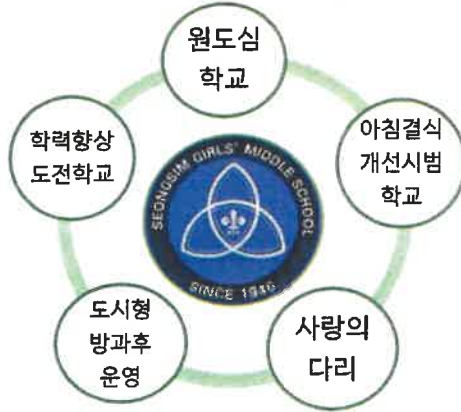 원도심
학교
아침결식
개선시범
학교
사랑의
다리
도시형
방과후
운영
학력향상
도전학교
SEONGSIM GIRLS' MIDDLE SCHOOL
SINCE 1946